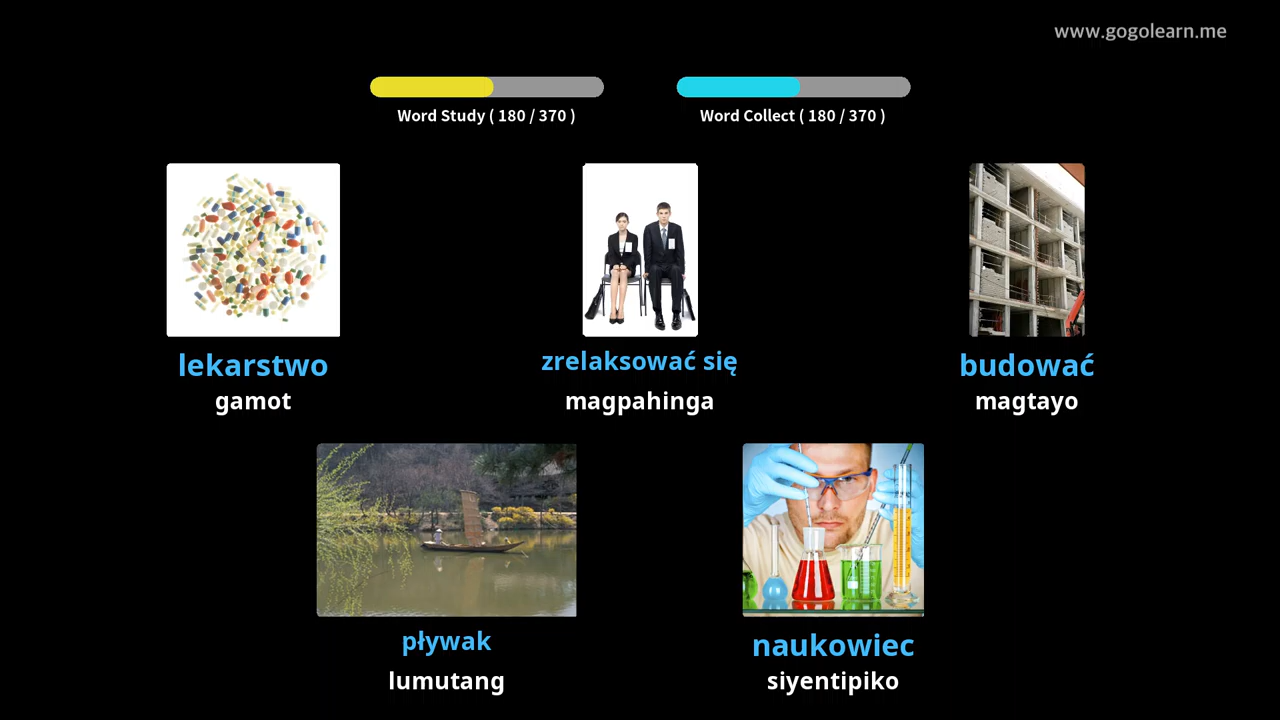 www.gogolearn.me
Word Study ( 180 / 370 )
Word Collect ( 180 / 370 )
lekarstwo
gamot
zrelaksować się
magpahinga
budować
magtayo
pływak
lumutang
naukowiec
siyentipiko